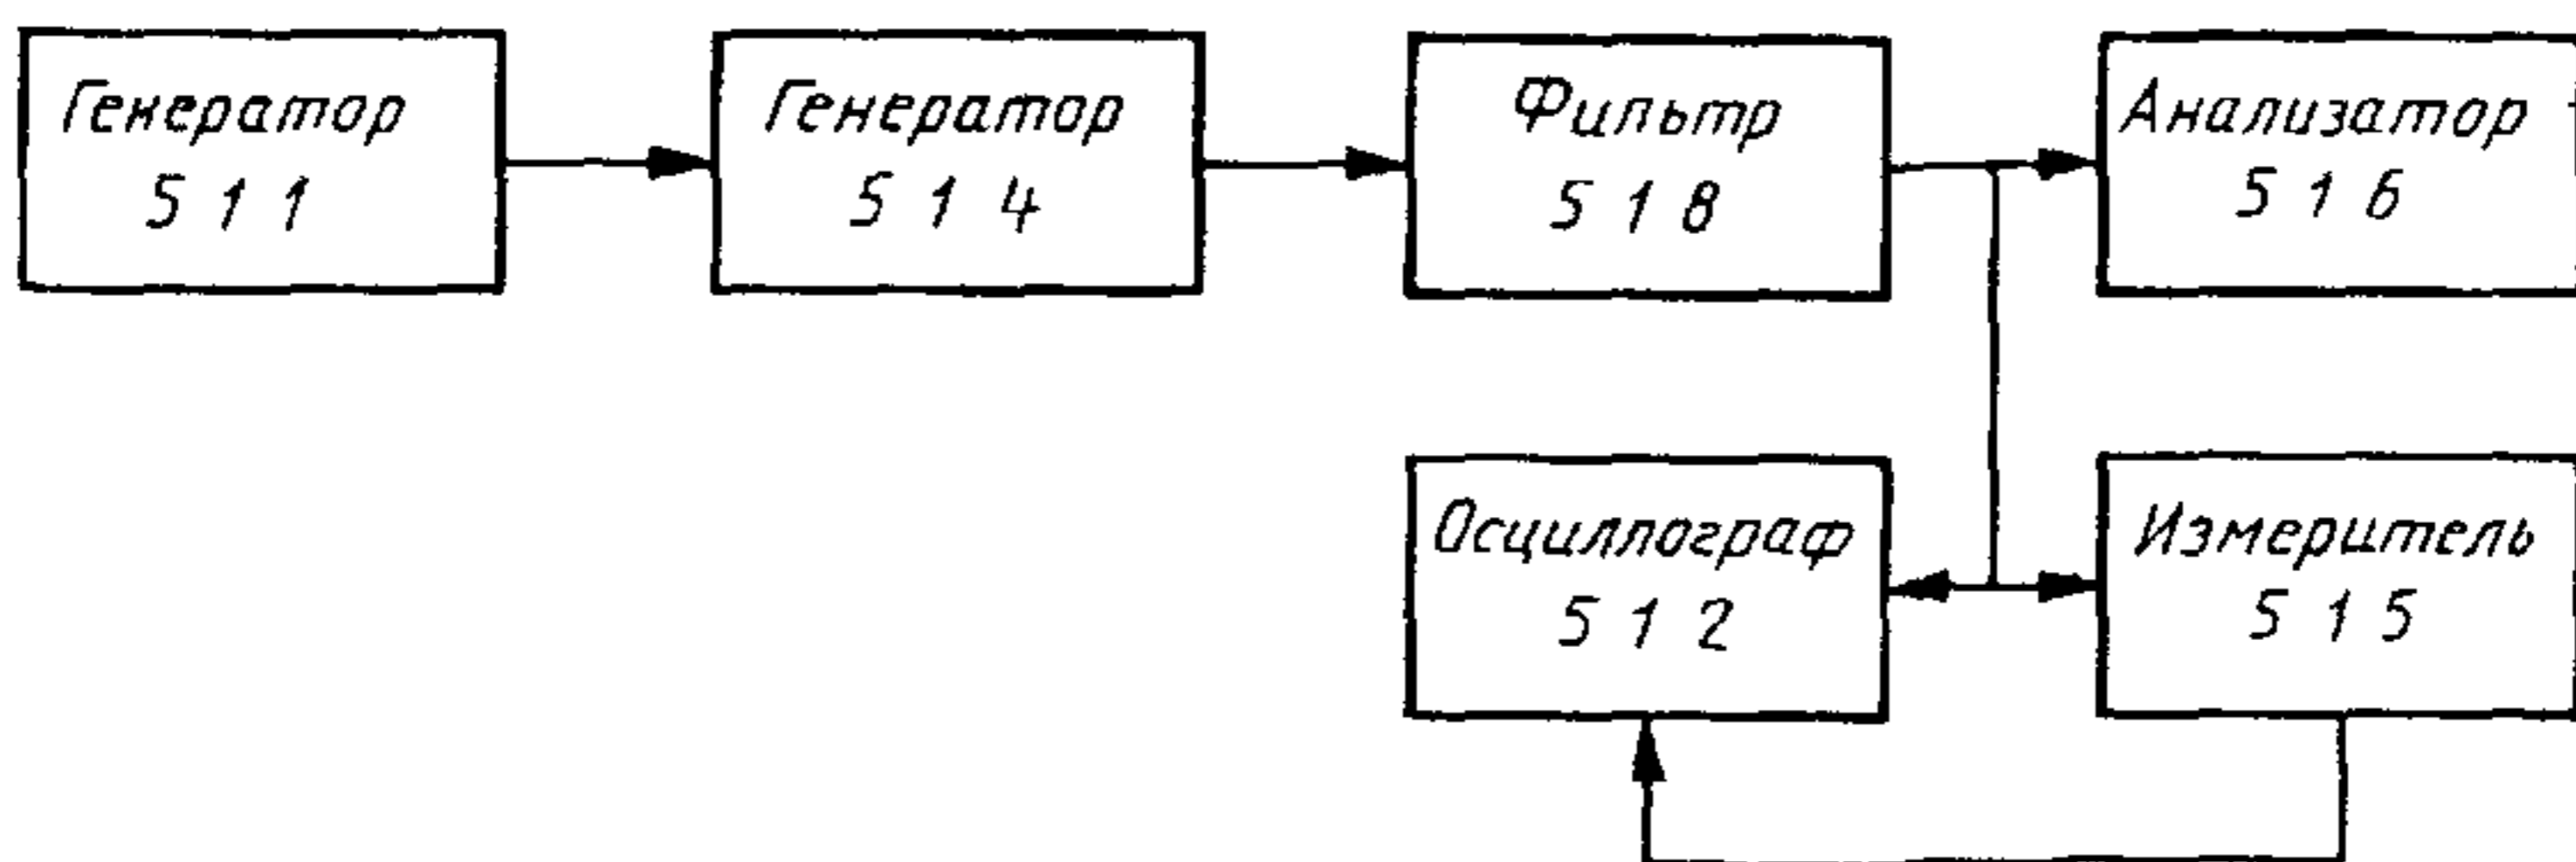 Генератор
5 1 1
Генератор
5 1 4
Фильтр
5 1 8
Анализатор
5 1 6
Осциллограф
5 1 2
Измеритель
5 1 5